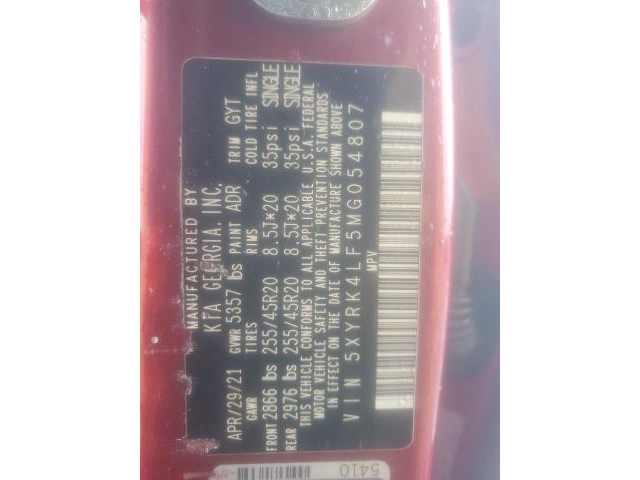 MANUFACTURED BY
KIA GEORGIA, INC.
APR/29/21 GVWR 5357 lbs PAINT ADR TRIM GYT
GAWR TIRES RIMS COLD TIRE INFL
FRONT 2866 lbs 255/45R20 8.5J*20 35psi SINGLE
REAR 2976 lbs 255/45R20 8.5J*20 35psi SINGLE
THIS VEHICLE CONFORMS TO ALL APPLICABLE U.S.A. FEDERAL
MOTOR VEHICLE SAFETY AND THEFT PREVENTION STANDARDS
IN EFFECT ON THE DATE OF MANUFACTURE SHOWN ABOVE.
VIN 5XYRK4LF5MG054807
MPV
5410